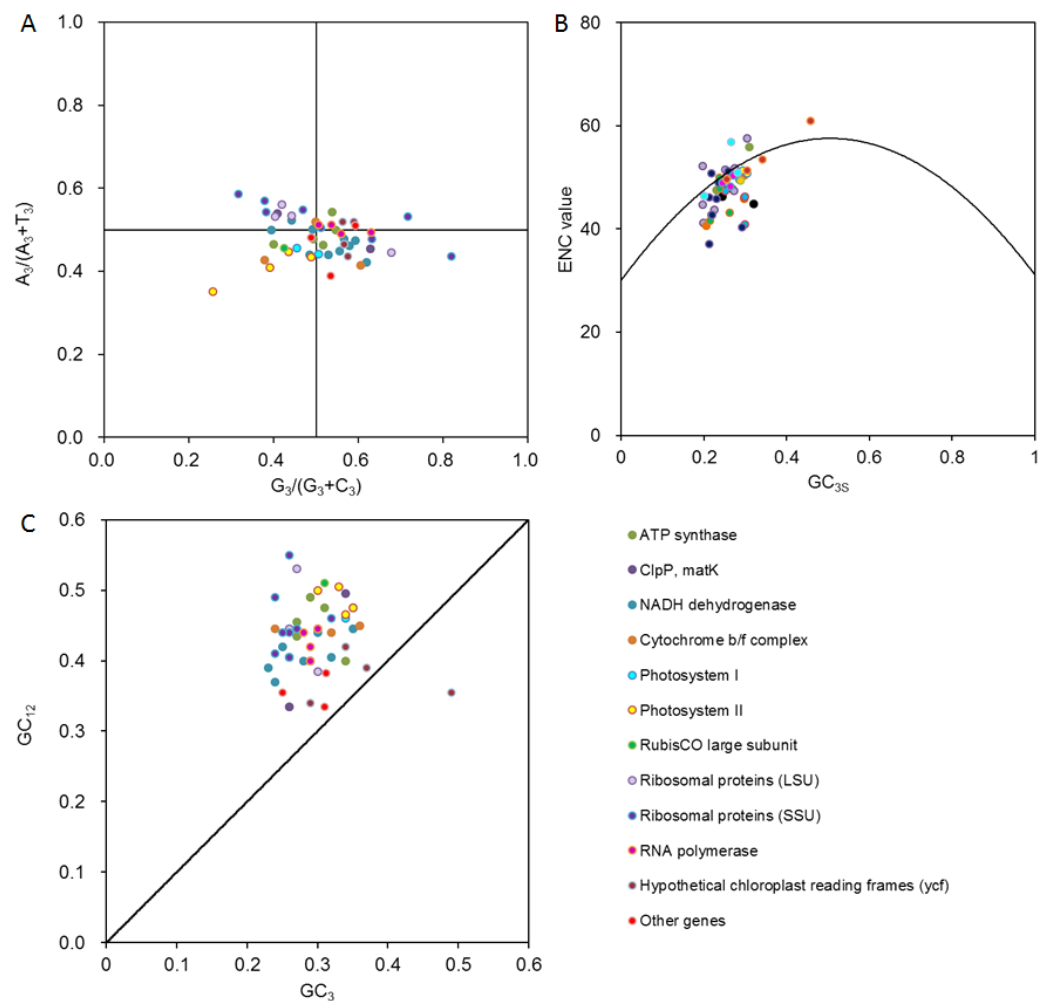 A
1.0
0.8
0.6
0.4
0.2
0.0
A₃/(A₃+T₃)
0.0 0.2 0.4 0.6 0.8 1.0
G₃/(G₃+C₃)
B
80
60
40
20
0
ENC value
0 0.2 0.4 0.6 0.8 1
GC₃S
C
0.6
0.5
0.4
0.3
0.2
0.1
0.0
GC₁₂
0 0.1 0.2 0.3 0.4 0.5 0.6
GC₃
ATP synthase
ClpP, matK
NADH dehydrogenase
Cytochrome b/f complex
Photosystem I
Photosystem II
RubisCO large subunit
Ribosomal proteins (LSU)
Ribosomal proteins (SSU)
RNA polymerase
Hypothetical chloroplast reading frames (ycf)
Other genes